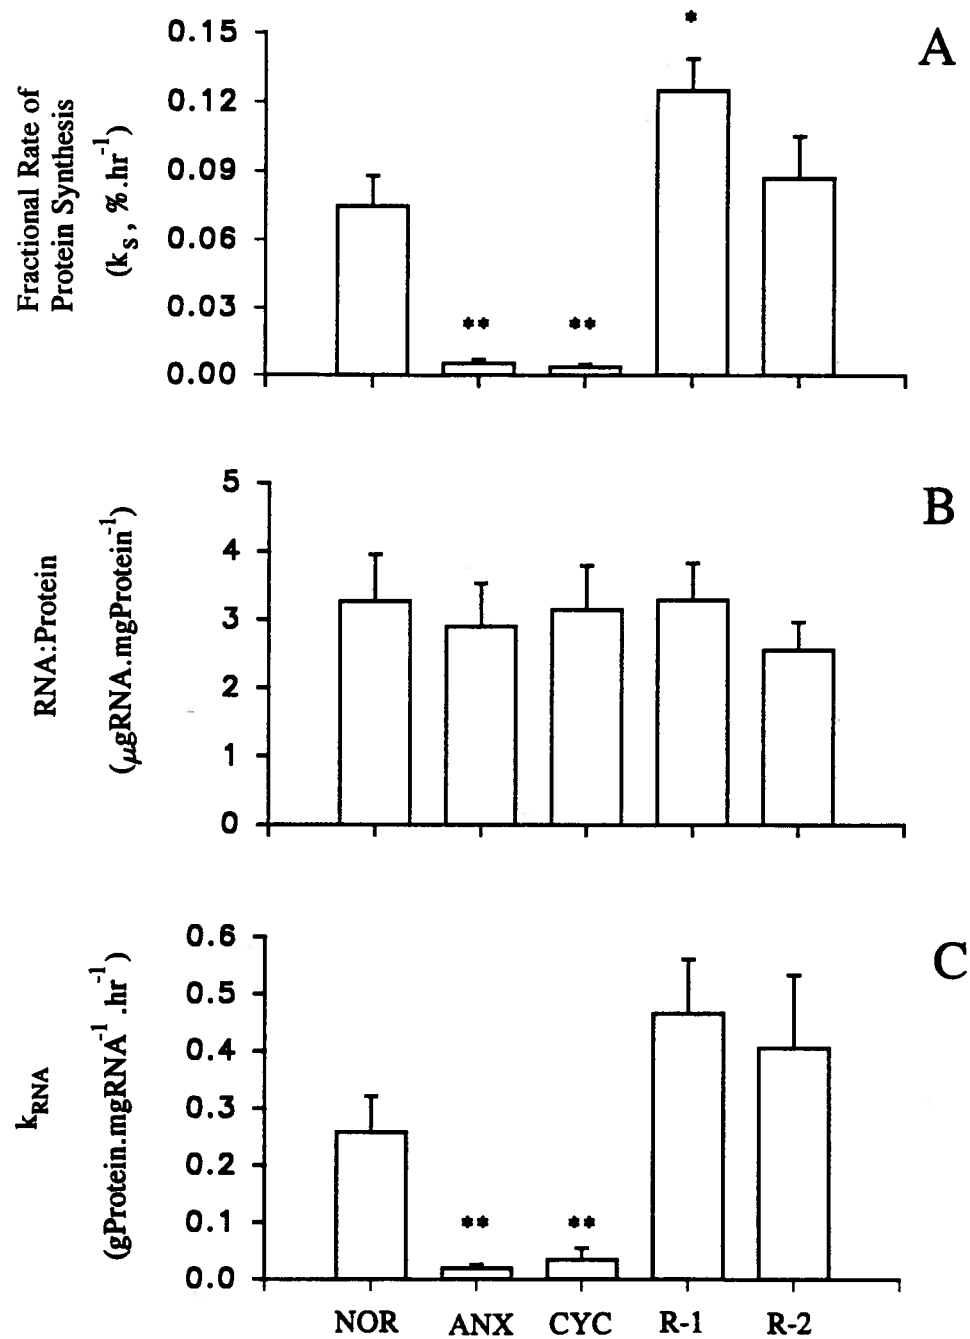 A
Fractional Rate of
Protein Synthesis
(kₛ, %.hr⁻¹)
0.15
0.12
0.09
0.06
0.03
0.00
*
**
**
B
RNA:Protein
(μgRNA.mgProtein⁻¹)
5
4
3
2
1
0
C
k_RNA
(gProtein.mgRNA⁻¹.hr⁻¹)
0.6
0.5
0.4
0.3
0.2
0.1
0.0
**
**
NOR ANX CYC R-1 R-2